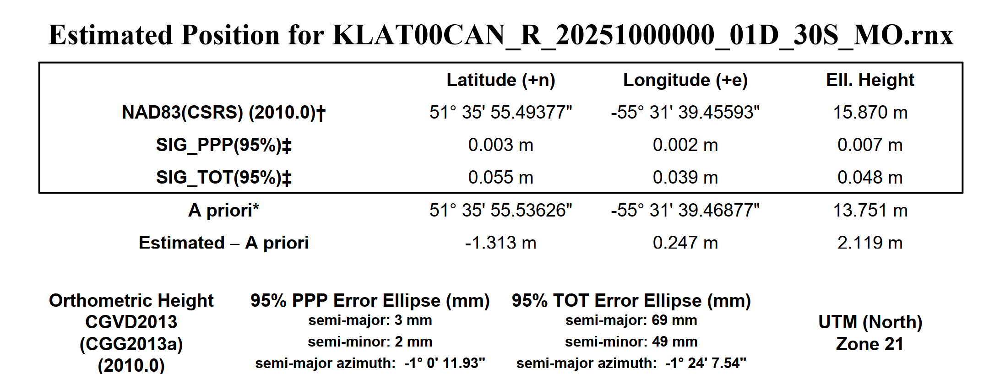 Estimated Position for KLAT00CAN_R_20251000000_01D_30S_MO.rnx
Latitude (+n) Longitude (+e) Ell. Height
NAD83(CSRS) (2010.0)† 51° 35' 55.49377" -55° 31' 39.45593" 15.870 m
SIG_PPP(95%)‡ 0.003 m 0.002 m 0.007 m
SIG_TOT(95%)‡ 0.055 m 0.039 m 0.048 m
A priori* 51° 35' 55.53626" -55° 31' 39.46877" 13.751 m
Estimated – A priori -1.313 m 0.247 m 2.119 m
Orthometric Height
CGVD2013
(CGG2013a)
(2010.0)
95% PPP Error Ellipse (mm)
semi-major: 3 mm
semi-minor: 2 mm
semi-major azimuth: -1° 0' 11.93"
95% TOT Error Ellipse (mm)
semi-major: 69 mm
semi-minor: 49 mm
semi-major azimuth: -1° 24' 7.54"
UTM (North)
Zone 21